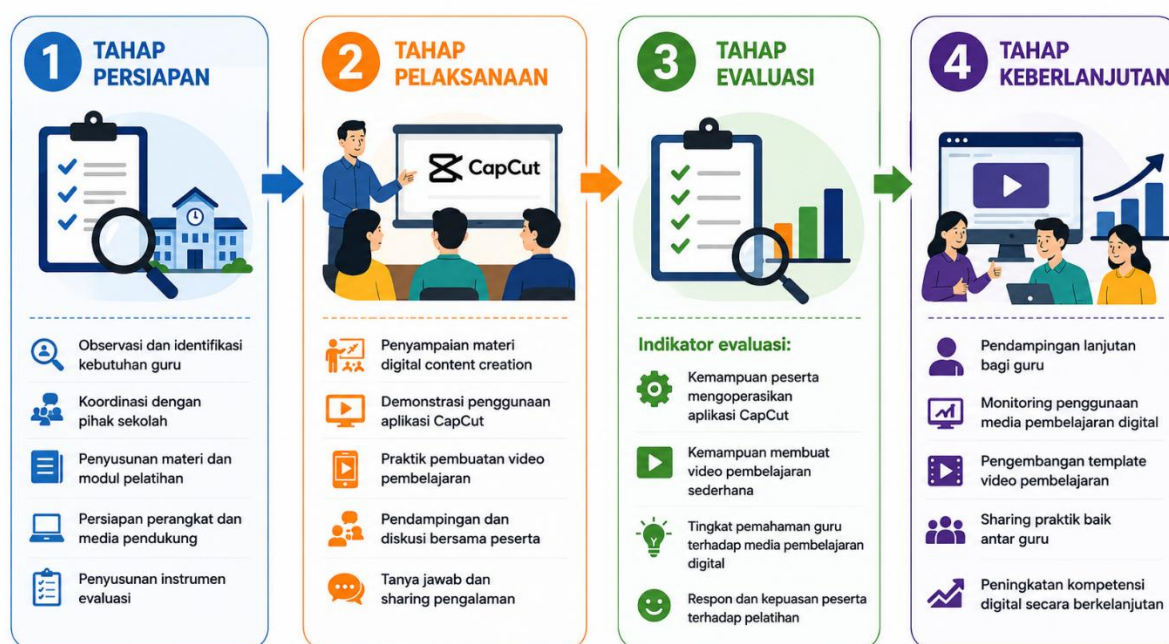 1
TAHAP
PERSIAPAN
Observasi dan identifikasi
kebutuhan guru
Koordinasi dengan
pihak sekolah
Penyusunan materi dan
modul pelatihan
Persiapan perangkat dan
media pendukung
Penyusunan instrumen
evaluasi
2
TAHAP
PELAKSANAAN
CapCut
Penyampaian materi
digital content creation
Demonstrasi penggunaan
aplikasi CapCut
Praktik pembuatan video
pembelajaran
Pendampingan dan
diskusi bersama peserta
Tanya jawab dan
sharing pengalaman
3
TAHAP
EVALUASI
Indikator evaluasi:
Kemampuan peserta
mengoperasikan
aplikasi CapCut
Kemampuan membuat
video pembelajaran
sederhana
Tingkat pemahaman guru
terhadap media pembelajaran
digital
Respon dan kepuasan peserta
terhadap pelatihan
4
TAHAP
KEBERLANJUTAN
Pendampingan lanjutan
bagi guru
Monitoring penggunaan
media pembelajaran digital
Pengembangan template
video pembelajaran
Sharing praktik baik
antar guru
Peningkatan kompetensi
digital secara berkelanjutan